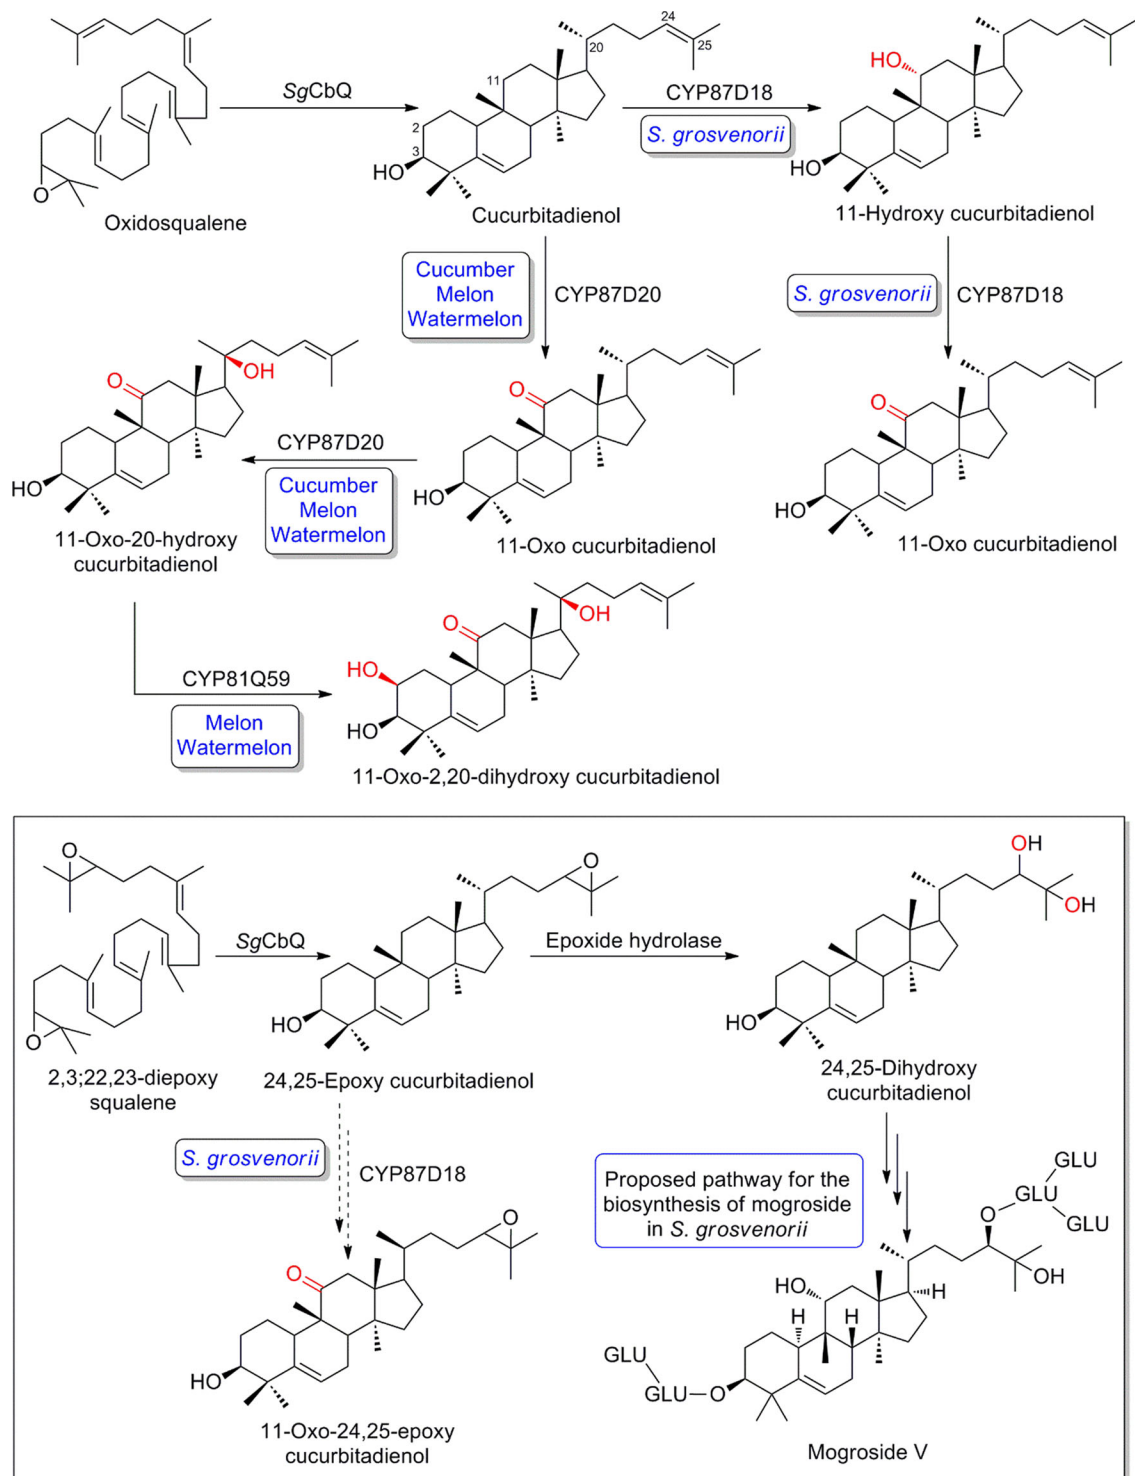 24
20
25
11
2
3
HO
Oxidosqualene
SgCbQ
Cucurbitadienol
CYP87D18
S. grosvenorii
HO
HO
11-Hydroxy cucurbitadienol
Cucumber
Melon
Watermelon
CYP87D20
S. grosvenorii
CYP87D18
O
OH
O
HO
11-Oxo-20-hydroxy
cucurbitadienol
CYP87D20
Cucumber
Melon
Watermelon
O
HO
11-Oxo cucurbitadienol
O
HO
11-Oxo cucurbitadienol
CYP81Q59
Melon
Watermelon
OH
O
HO
HO
11-Oxo-2,20-dihydroxy cucurbitadienol
O
O
2,3;22,23-diepoxy
squalene
SgCbQ
O
HO
24,25-Epoxy cucurbitadienol
Epoxide hydrolase
OH
OH
HO
24,25-Dihydroxy
cucurbitadienol
S. grosvenorii
CYP87D18
O
O
HO
11-Oxo-24,25-epoxy
cucurbitadienol
Proposed pathway for the
biosynthesis of mogroside
in S. grosvenorii
GLU
GLU
O
GLU
OH
HO
H
H
H
GLU
GLU
O
Mogroside V